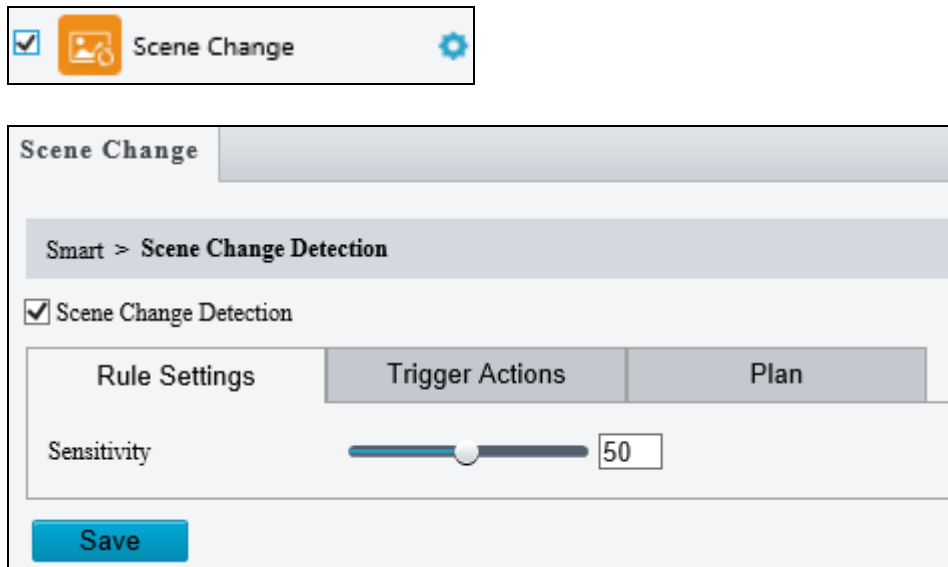 Scene Change
Scene Change
Smart > Scene Change Detection
Scene Change Detection
Rule Settings Trigger Actions Plan
Sensitivity 50
Save